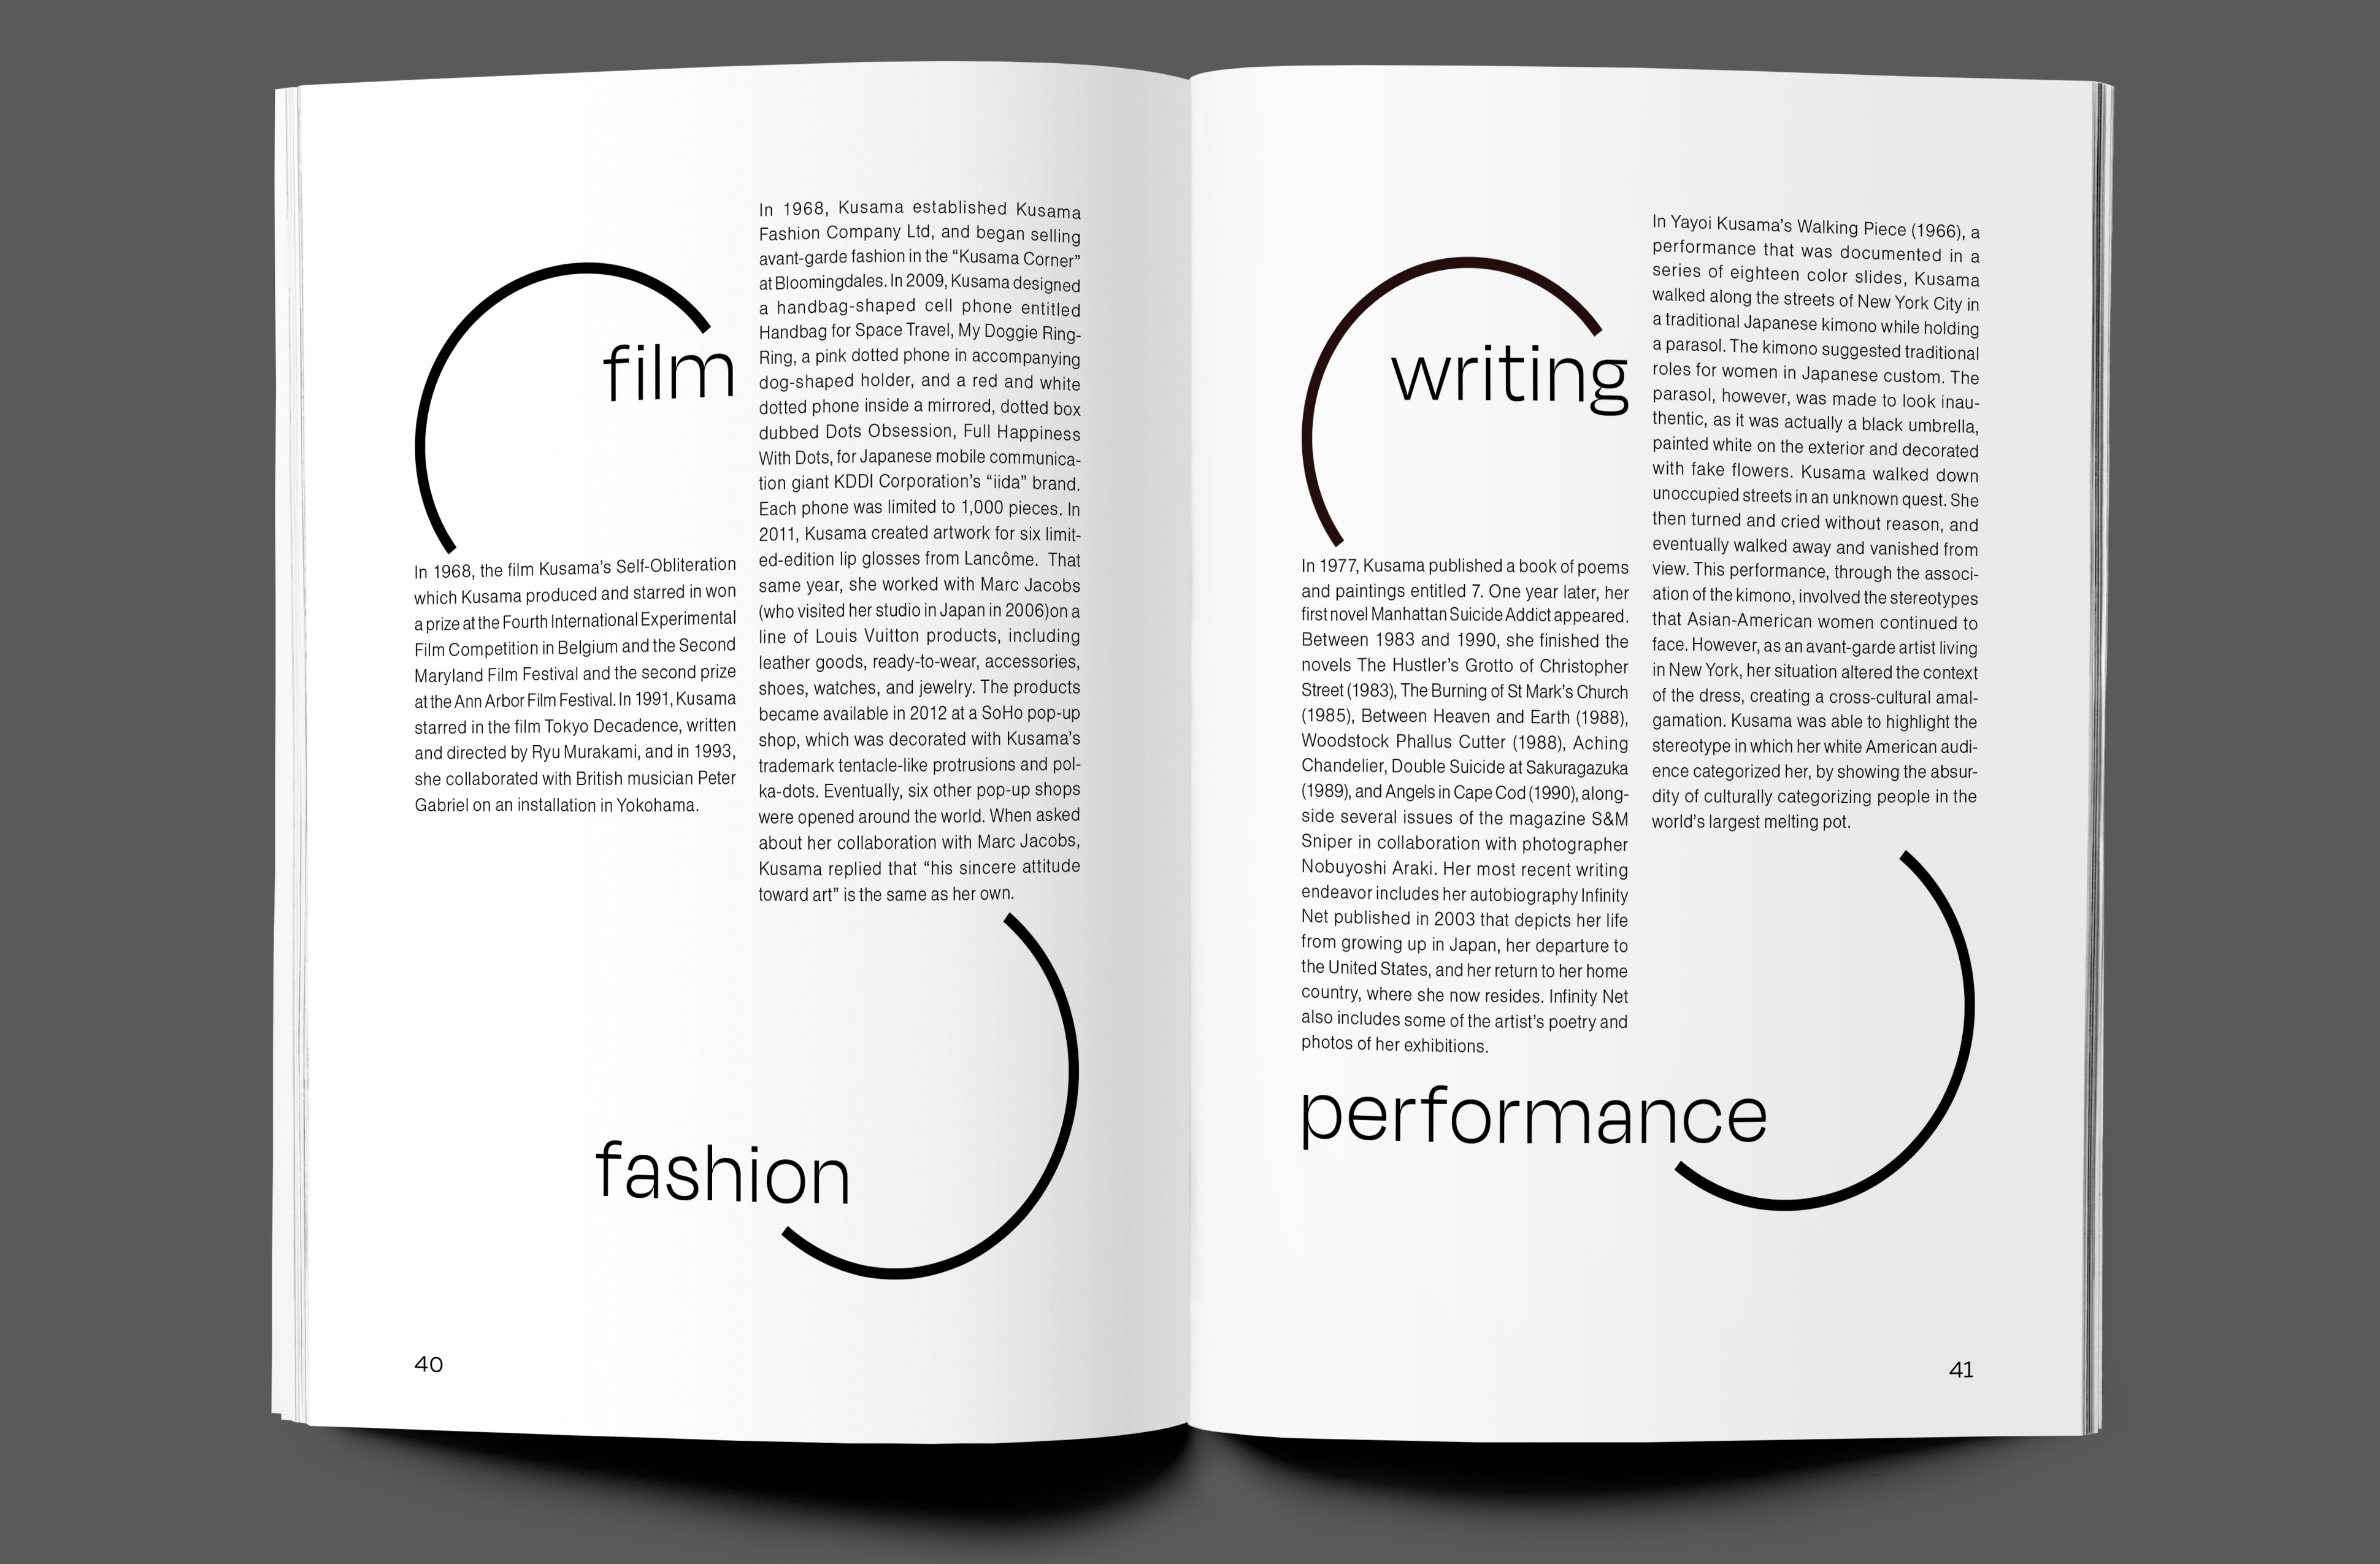 film
In 1968, the film Kusama's Self-Obliteration
which Kusama produced and starred in won
a prize at the Fourth International Experimental
Film Competition in Belgium and the Second
Maryland Film Festival and the second prize
at the Ann Arbor Film Festival. In 1991, Kusama
starred in the film Tokyo Decadence, written
and directed by Ryu Murakami, and in 1993,
she collaborated with British musician Peter
Gabriel on an installation in Yokohama.
In 1968, Kusama established Kusama
Fashion Company Ltd, and began selling
avant-garde fashion in the “Kusama Corner”
at Bloomingdales. In 2009, Kusama designed
a handbag-shaped cell phone entitled
Handbag for Space Travel, My Doggie Ring-
Ring, a pink dotted phone in accompanying
dog-shaped holder, and a red and white
dotted phone inside a mirrored, dotted box
dubbed Dots Obsession, Full Happiness
With Dots, for Japanese mobile communica-
tion giant KDDI Corporation's “iida” brand.
Each phone was limited to 1,000 pieces. In
2011, Kusama created artwork for six limit-
ed-edition lip glosses from Lancôme. That
same year, she worked with Marc Jacobs
(who visited her studio in Japan in 2006)on a
line of Louis Vuitton products, including
leather goods, ready-to-wear, accessories,
shoes, watches, and jewelry. The products
became available in 2012 at a SoHo pop-up
shop, which was decorated with Kusama's
trademark tentacle-like protrusions and pol-
ka-dots. Eventually, six other pop-up shops
were opened around the world. When asked
about her collaboration with Marc Jacobs,
Kusama replied that “his sincere attitude
toward art” is the same as her own.
fashion
40
writing
In 1977, Kusama published a book of poems
and paintings entitled 7. One year later, her
first novel Manhattan Suicide Addict appeared.
Between 1983 and 1990, she finished the
novels The Hustler's Grotto of Christopher
Street (1983), The Burning of St Mark's Church
(1985), Between Heaven and Earth (1988),
Woodstock Phallus Cutter (1988), Aching
Chandelier, Double Suicide at Sakuragazuka
(1989), and Angels in Cape Cod (1990), along-
side several issues of the magazine S&M
Sniper in collaboration with photographer
Nobuyoshi Araki. Her most recent writing
endeavor includes her autobiography Infinity
Net published in 2003 that depicts her life
from growing up in Japan, her departure to
the United States, and her return to her home
country, where she now resides. Infinity Net
also includes some of the artist's poetry and
photos of her exhibitions.
In Yayoi Kusama's Walking Piece (1966), a
performance that was documented in a
series of eighteen color slides, Kusama
walked along the streets of New York City in
a traditional Japanese kimono while holding
a parasol. The kimono suggested traditional
roles for women in Japanese custom. The
parasol, however, was made to look inau-
thentic, as it was actually a black umbrella,
painted white on the exterior and decorated
with fake flowers. Kusama walked down
unoccupied streets in an unknown quest. She
then turned and cried without reason, and
eventually walked away and vanished from
view. This performance, through the associ-
ation of the kimono, involved the stereotypes
that Asian-American women continued to
face. However, as an avant-garde artist living
in New York, her situation altered the context
of the dress, creating a cross-cultural amal-
gamation. Kusama was able to highlight the
stereotype in which her white American audi-
ence categorized her, by showing the absur-
dity of culturally categorizing people in the
world's largest melting pot.
performance
41